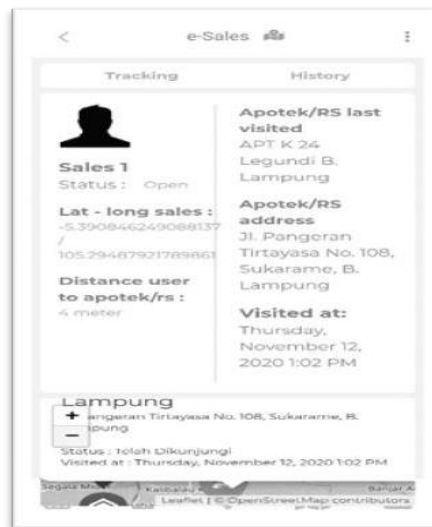 e-Sales
Tracking
History
Sales 1
Status : Open
Lat - long sales :
-5.390846249088137
/
105.29487921789861
Distance user
to apotek/rs :
4 meter
Apotek/RS last
visited
APT K 24
Legundi B.
Lampung
Apotek/RS
address
Jl. Pangeran
Tirtayasa No. 108,
Sukarame, B.
Lampung
Visited at:
Thursday,
November 12,
2020 1:02 PM
Lampung
+
angeran Tirtayasa No. 108, Sukarame, B.
mpung
−
Status : Telah Dikunjungi
Visited at : Thursday, November 12, 2020 1:02 PM
Leaflet | © OpenStreetMap contributors